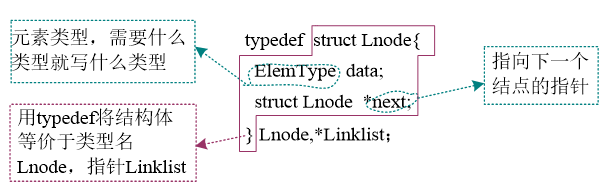 元素类型，需要什么
类型就写什么类型
typedef struct Lnode{
ElemType data;
struct Lnode *next;
} Lnode,*Linklist；
指向下一个
结点的指针
用typedef将结构体
等价于类型名
Lnode，指针Linklist